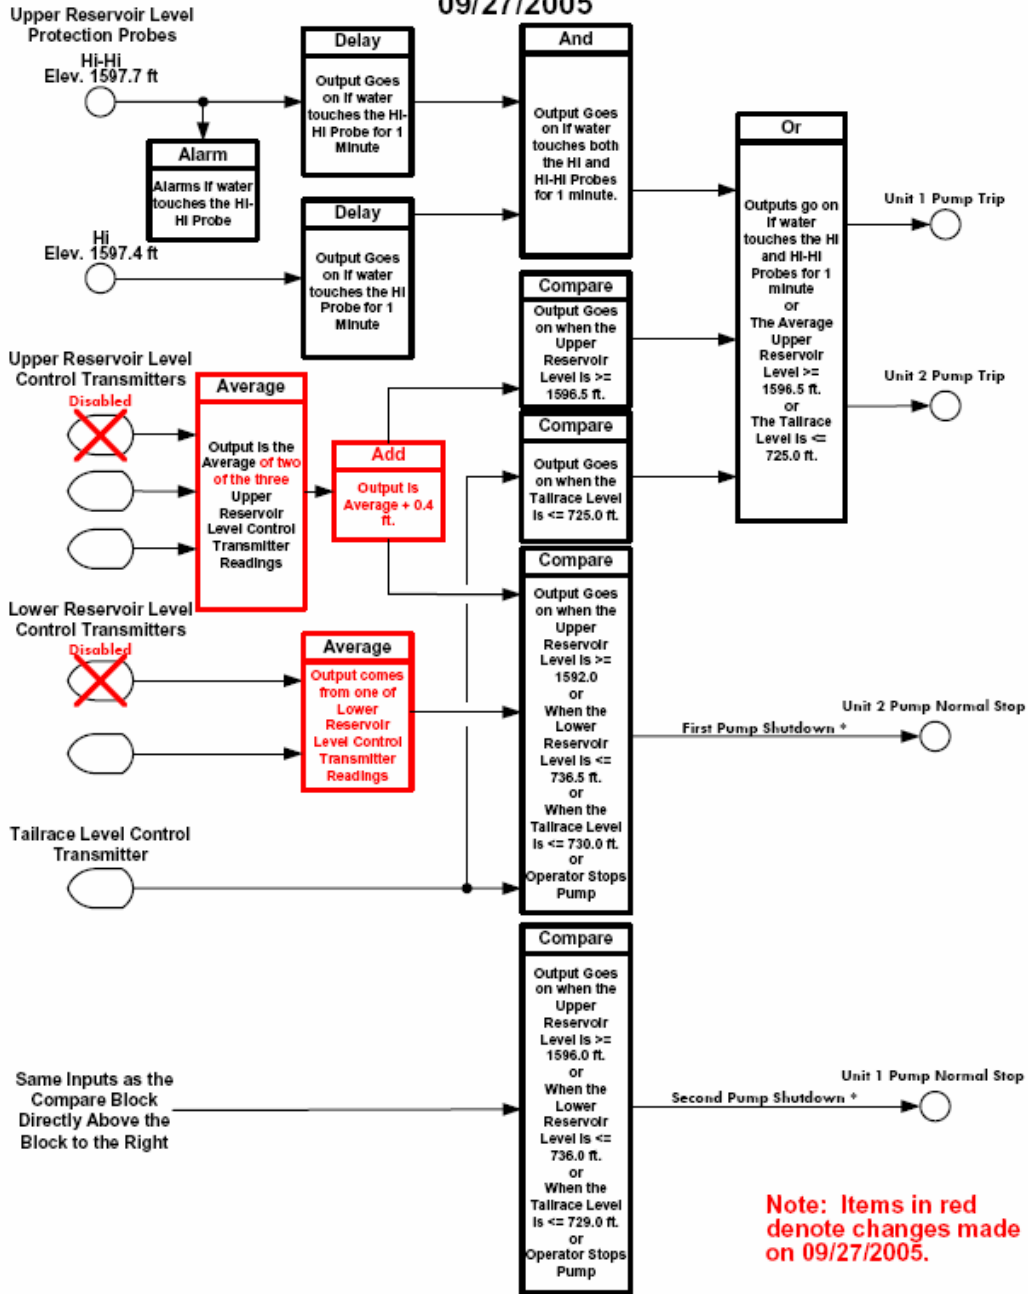 09/27/2005
Upper Reservoir Level
Protection Probes
Hi-Hi
Elev. 1597.7 ft
Alarm
Alarms if water
touches the HI-
HI Probe
Hi
Elev. 1597.4 ft
Delay
Output Goes
on if water
touches the HI-
HI Probe for 1
Minute
Delay
Output Goes
on if water
touches the HI
Probe for 1
Minute
And
Output Goes
on if water
touches both
the HI and
HI-HI Probes
for 1 minute.
Or
Outputs go on
if water
touches the HI
and HI-HI
Probes for 1
minute
or
The Average
Upper
Reservoir
Level >=
1596.5 ft.
or
The Tailrace
Level is <=
725.0 ft.
Unit 1 Pump Trip
Unit 2 Pump Trip
Upper Reservoir Level
Control Transmitters
Disabled
Average
Output is the
Average of two
of the three
Upper
Reservoir
Level Control
Transmitter
Readings
Add
Output is
Average + 0.4
ft.
Compare
Output Goes
on when the
Upper
Reservoir
Level is >=
1596.5 ft.
Compare
Output Goes
on when the
Tailrace Level
is <= 725.0 ft.
Lower Reservoir Level
Control Transmitters
Disabled
Average
Output comes
from one of
Lower
Reservoir
Level Control
Transmitter
Readings
Compare
Output Goes
on when the
Upper
Reservoir
Level is >=
1592.0
or
When the
Lower
Reservoir
Level is <=
736.5 ft.
or
When the
Tailrace Level
is <= 730.0 ft.
or
Operator Stops
Pump
First Pump Shutdown *
Unit 2 Pump Normal Stop
Tailrace Level Control
Transmitter
Same Inputs as the
Compare Block
Directly Above the
Block to the Right
Compare
Output Goes
on when the
Upper
Reservoir
Level is >=
1596.0 ft.
or
When the
Lower
Reservoir
Level is <=
736.0 ft.
or
When the
Tailrace Level
is <= 729.0 ft.
or
Operator Stops
Pump
Second Pump Shutdown *
Unit 1 Pump Normal Stop
Note: Items in red
denote changes made
on 09/27/2005.